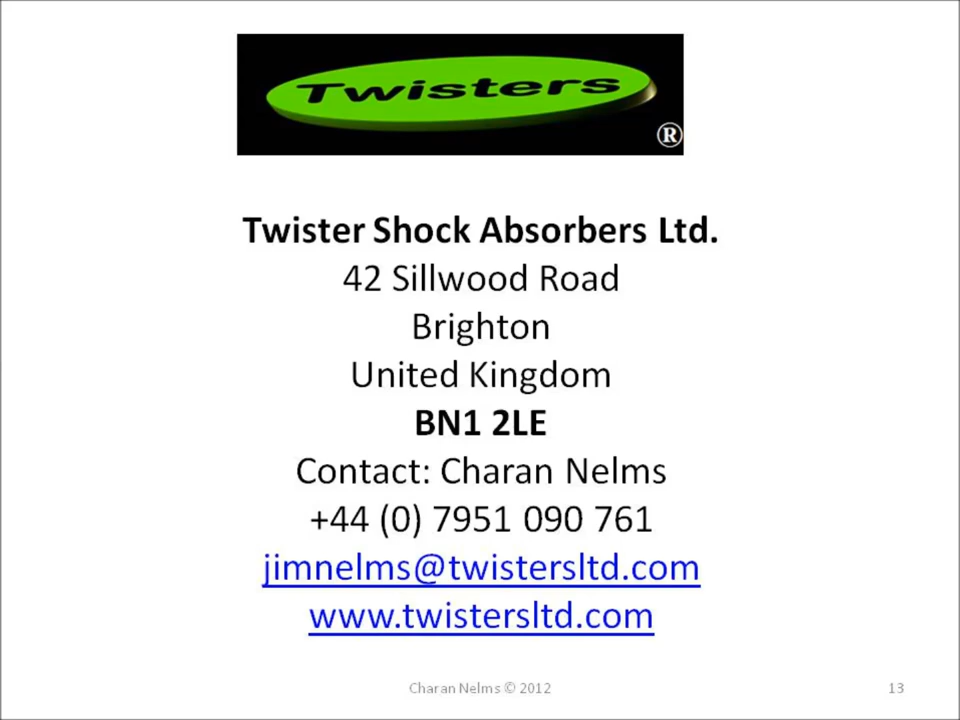 Twisters
®
Twister Shock Absorbers Ltd.
42 Sillwood Road
Brighton
United Kingdom
BN1 2LE
Contact: Charan Nelms
+44 (0) 7951 090 761
jimnelms@twistersltd.com
www.twistersltd.com
Charan Nelms © 2012
13